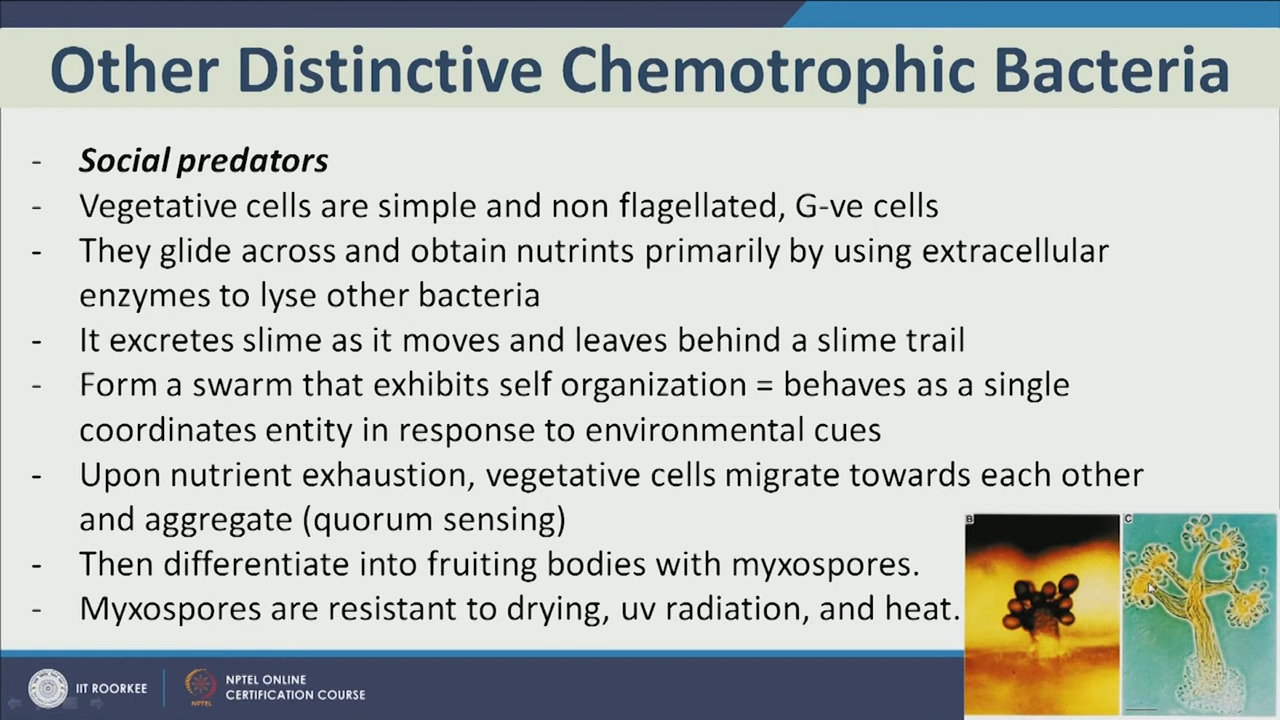 Other Distinctive Chemotrophic Bacteria
- Social predators
- Vegetative cells are simple and non flagellated, G-ve cells
- They glide across and obtain nutrints primarily by using extracellular
enzymes to lyse other bacteria
- It excretes slime as it moves and leaves behind a slime trail
- Form a swarm that exhibits self organization = behaves as a single
coordinates entity in response to environmental cues
- Upon nutrient exhaustion, vegetative cells migrate towards each other
and aggregate (quorum sensing)
- Then differentiate into fruiting bodies with myxospores.
- Myxospores are resistant to drying, uv radiation, and heat.
B
C
IIT ROORKEE
NPTEL
NPTEL ONLINE
CERTIFICATION COURSE